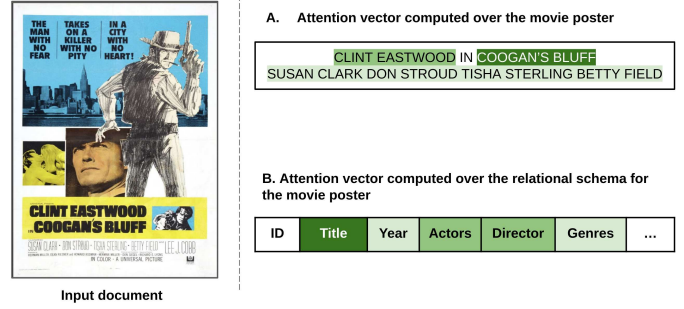 THE MAN WITH NO FEAR
TAKES ON A KILLER WITH NO PITY
IN A CITY WITH NO HEART!
CLINT EASTWOOD
IN COOGAN'S BLUFF
SUSAN CLARK · DON STROUD · TISHA STERLING · BETTY FIELD LEE J. COBB
IN COLOR · A UNIVERSAL PICTURE
Input document
A. Attention vector computed over the movie poster
CLINT EASTWOOD IN COOGAN'S BLUFF
SUSAN CLARK DON STROUD TISHA STERLING BETTY FIELD
B. Attention vector computed over the relational schema for
the movie poster
ID Title Year Actors Director Genres ...